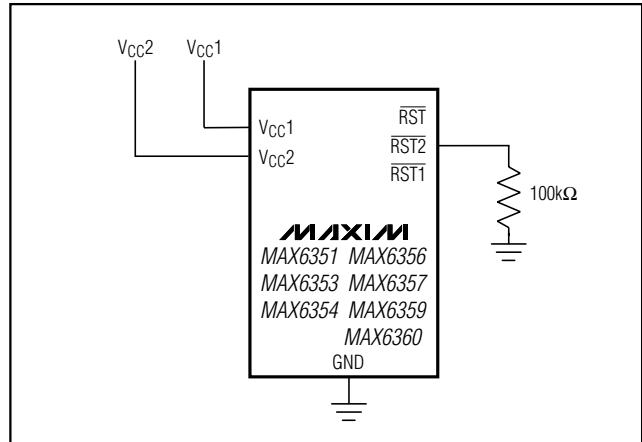 VCC2 VCC1
VCC1
VCC2
RST
RST2
RST1
100kΩ
MAXIM
MAX6351 MAX6356
MAX6353 MAX6357
MAX6354 MAX6359
MAX6360
GND